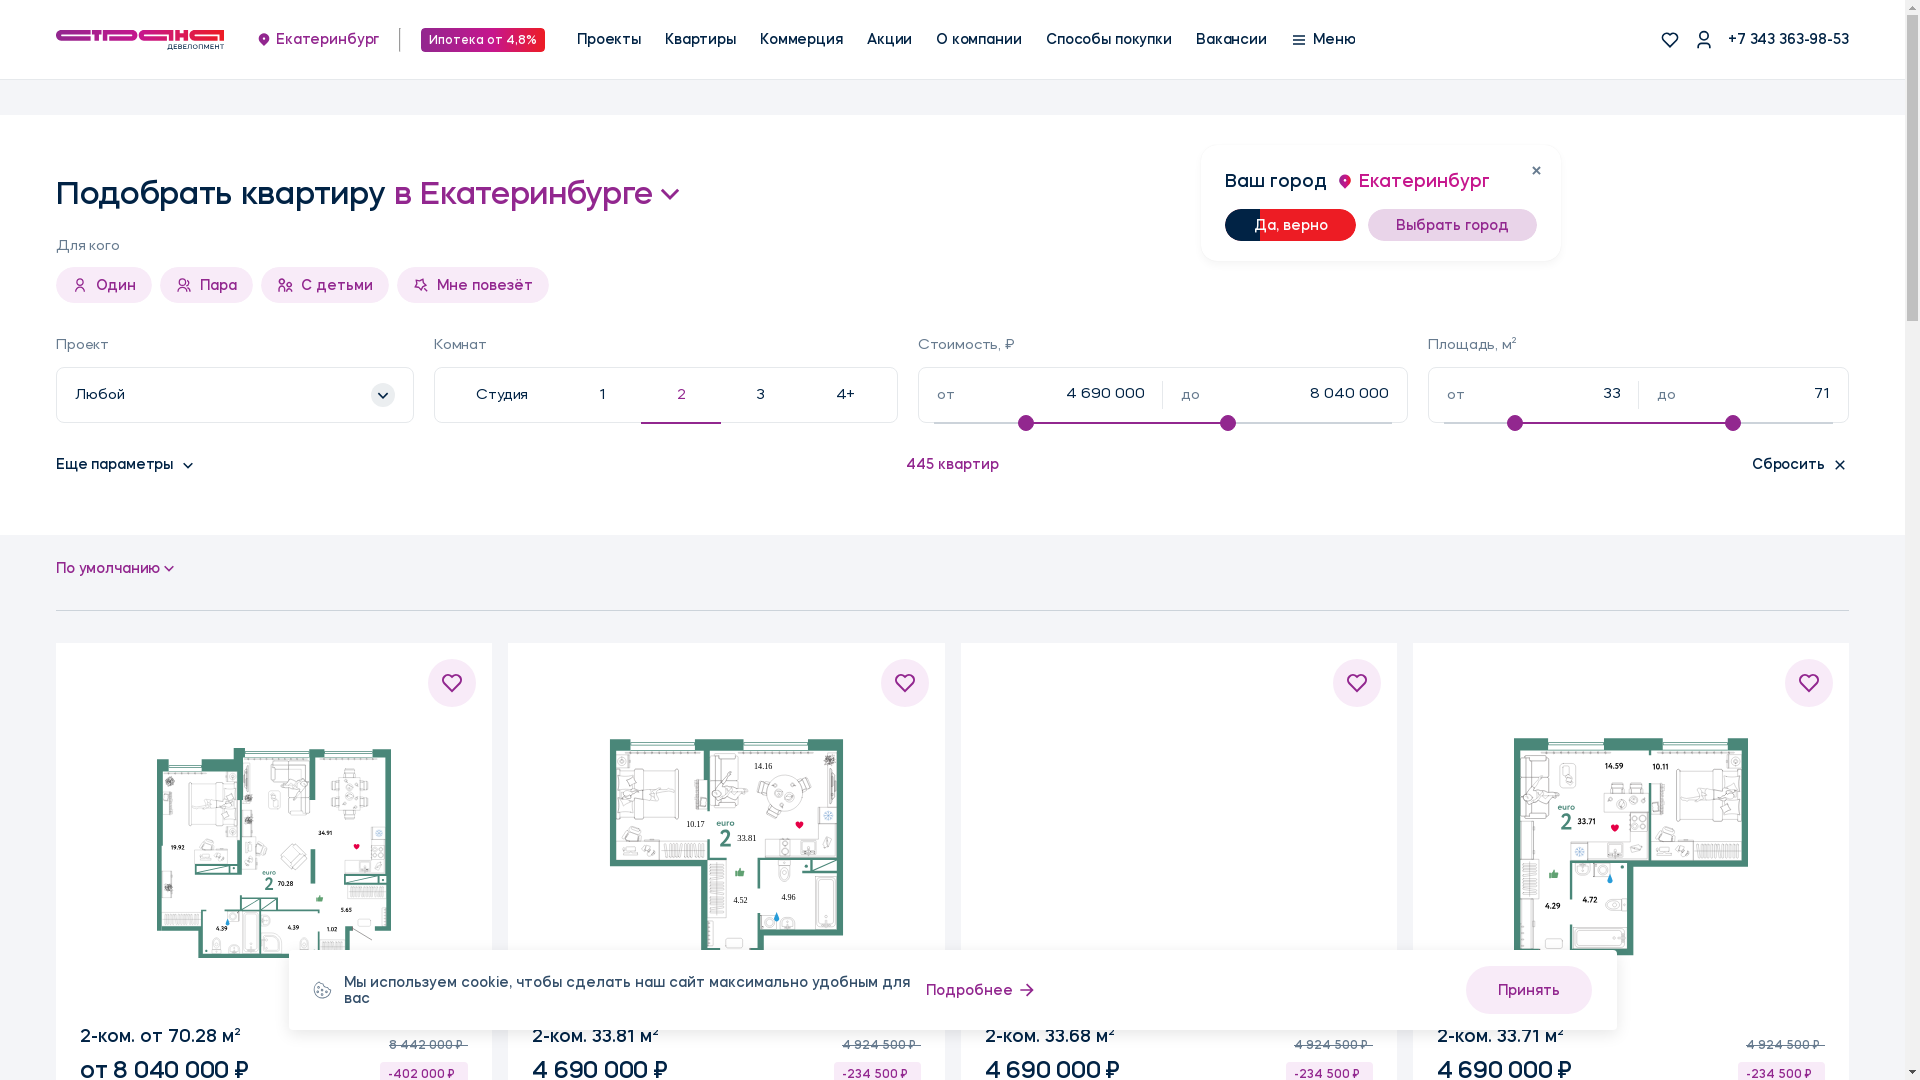 страна
ДЕВЕЛОПМЕНТ
Екатеринбург
Ипотека от 4,8%
Проекты
Квартиры
Коммерция
Акции
О компании
Способы покупки
Вакансии
Меню
+7 343 363-98-53
Подобрать квартиру в Екатеринбурге
Ваш город Екатеринбург
Да, верно
Выбрать город
Для кого
Один
Пара
С детьми
Мне повезёт
Проект
Комнат
Стоимость, ₽
Площадь, м²
Любой
Студия 1 2 3 4+
от 4 690 000 до 8 040 000
от 33 до 71
Еще параметры
445 квартир
Сбросить
По умолчанию
34.91
19.92
euro
2 70.28
5.65
4.39
4.39
1.02
14.16
10.17
euro
2 33.81
4.52
4.96
14.59
10.11
euro
2 33.71
4.29
4.72
Мы используем cookie, чтобы сделать наш сайт максимально удобным для
вас
Подробнее
Принять
2-ком. от 70.28 м²
8 442 000 ₽
от 8 040 000 ₽
-402 000 ₽
2-ком. 33.81 м²
4 924 500 ₽
4 690 000 ₽
-234 500 ₽
2-ком. 33.68 м²
4 924 500 ₽
4 690 000 ₽
-234 500 ₽
2-ком. 33.71 м²
4 924 500 ₽
4 690 000 ₽
-234 500 ₽